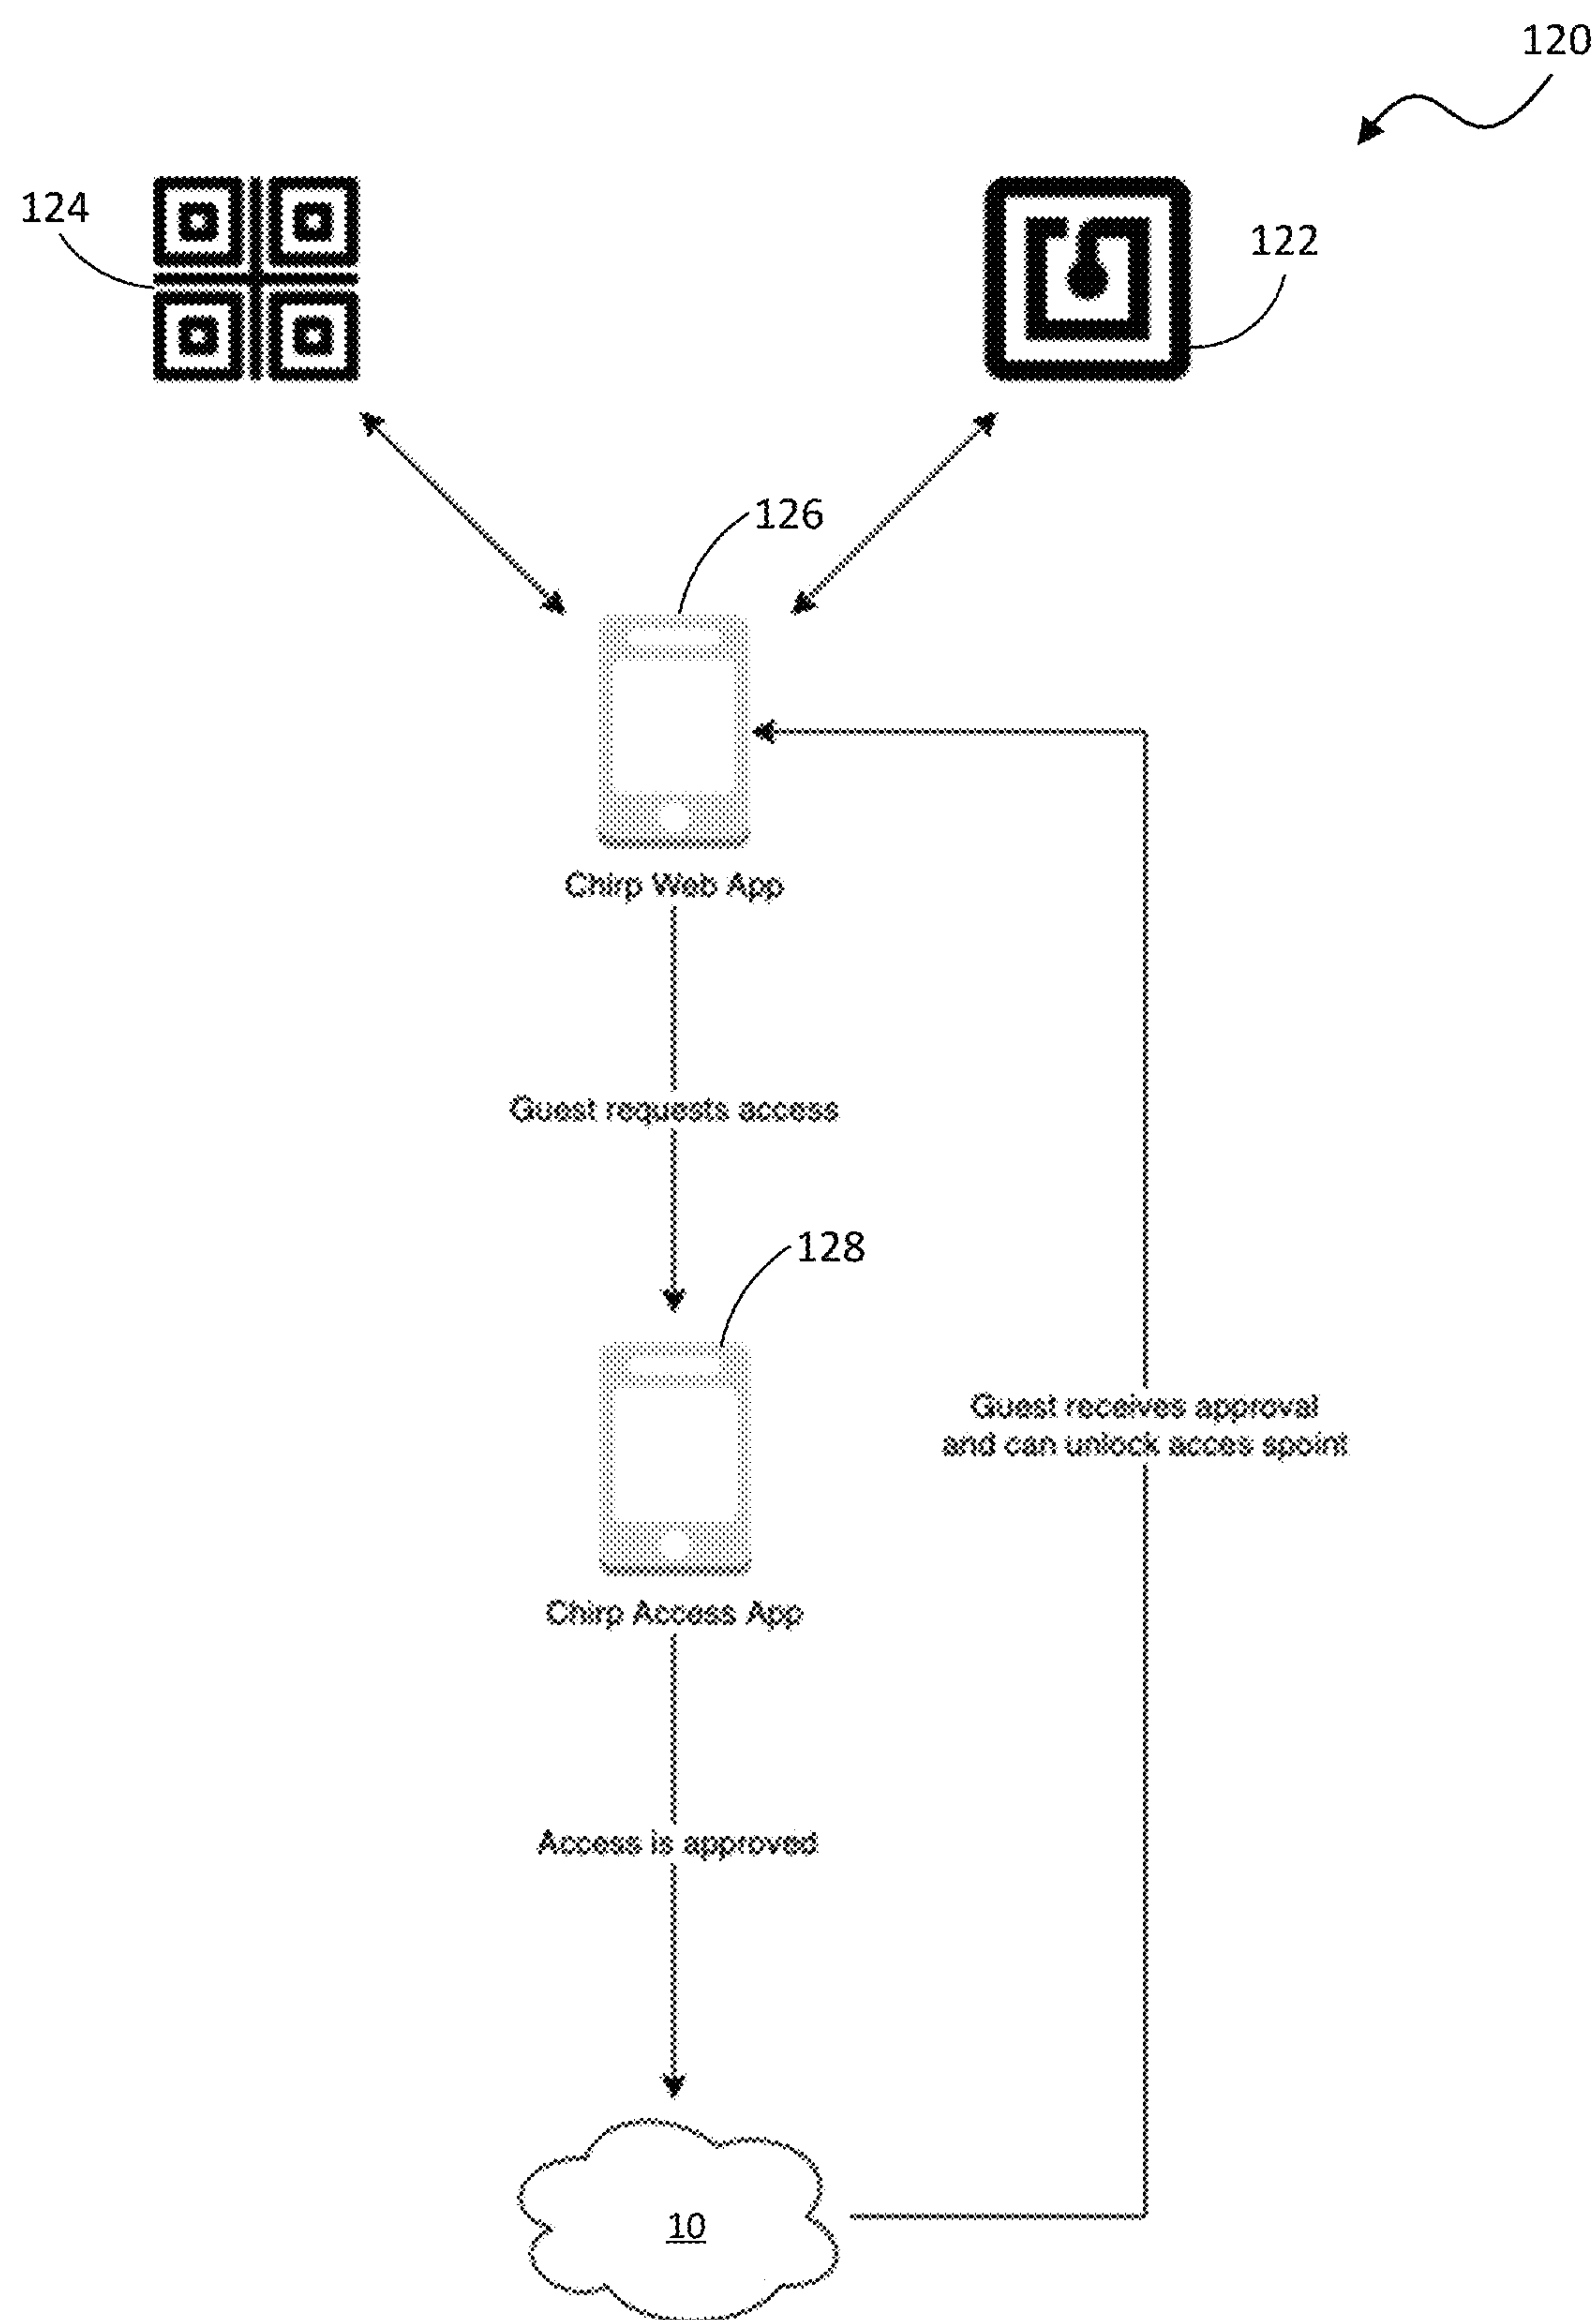 120
124
122
126
Chirp Web App
Guest requests access
128
Guest receives approval
and can unlock acces spoint
Chirp Access App
Access is approved
10